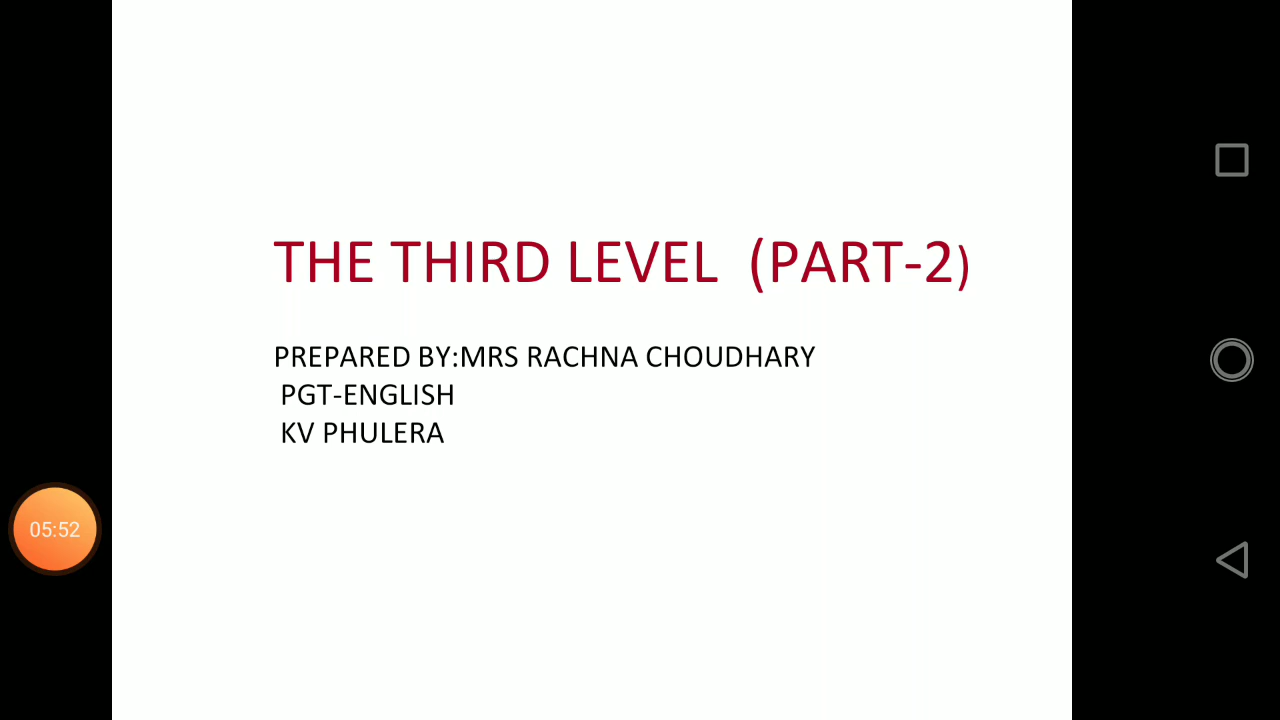 THE THIRD LEVEL (PART-2)
PREPARED BY:MRS RACHNA CHOUDHARY
PGT-ENGLISH
KV PHULERA
05:52